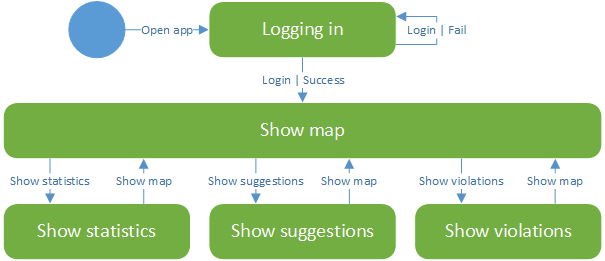 Open app
Logging in
Login | Fail
Login | Success
Show map
Show statistics
Show map
Show suggestions
Show map
Show violations
Show map
Show statistics
Show suggestions
Show violations